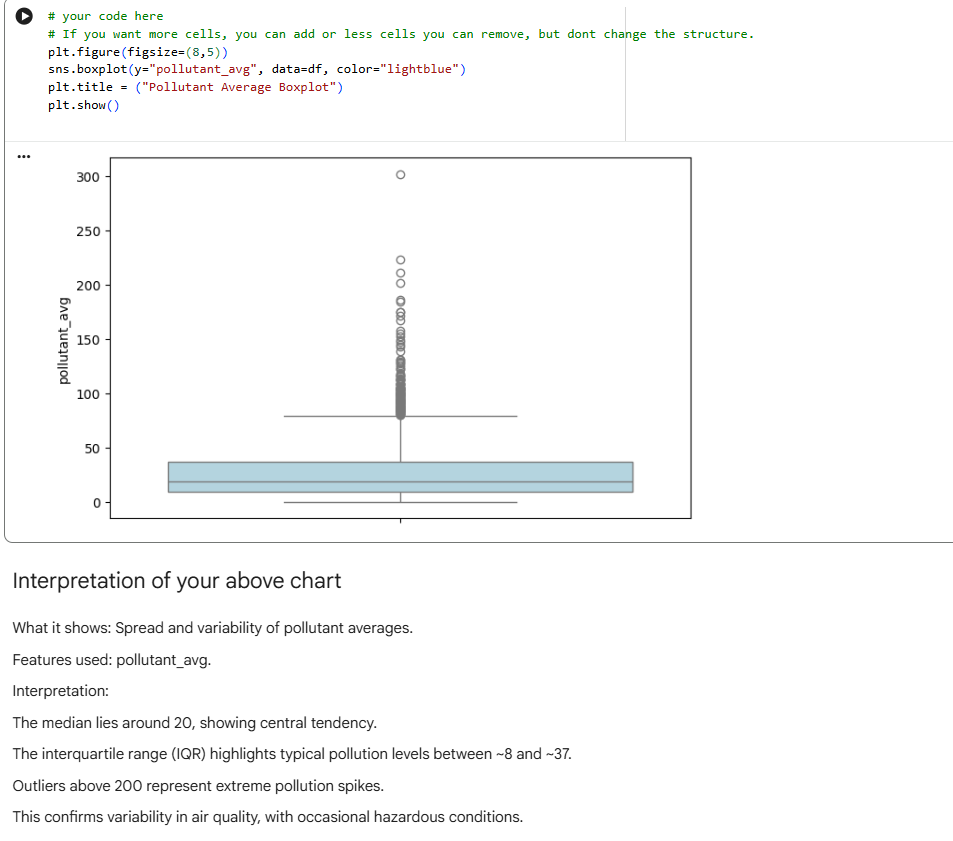 # your code here
# If you want more cells, you can add or less cells you can remove, but dont change the structure.
plt.figure(figsize=(8,5))
sns.boxplot(y="pollutant_avg", data=df, color="lightblue")
plt.title = ("Pollutant Average Boxplot")
plt.show()
300
250
200
150
100
50
0
pollutant_avg
Interpretation of your above chart
What it shows: Spread and variability of pollutant averages.
Features used: pollutant_avg.
Interpretation:
The median lies around 20, showing central tendency.
The interquartile range (IQR) highlights typical pollution levels between ~8 and ~37.
Outliers above 200 represent extreme pollution spikes.
This confirms variability in air quality, with occasional hazardous conditions.